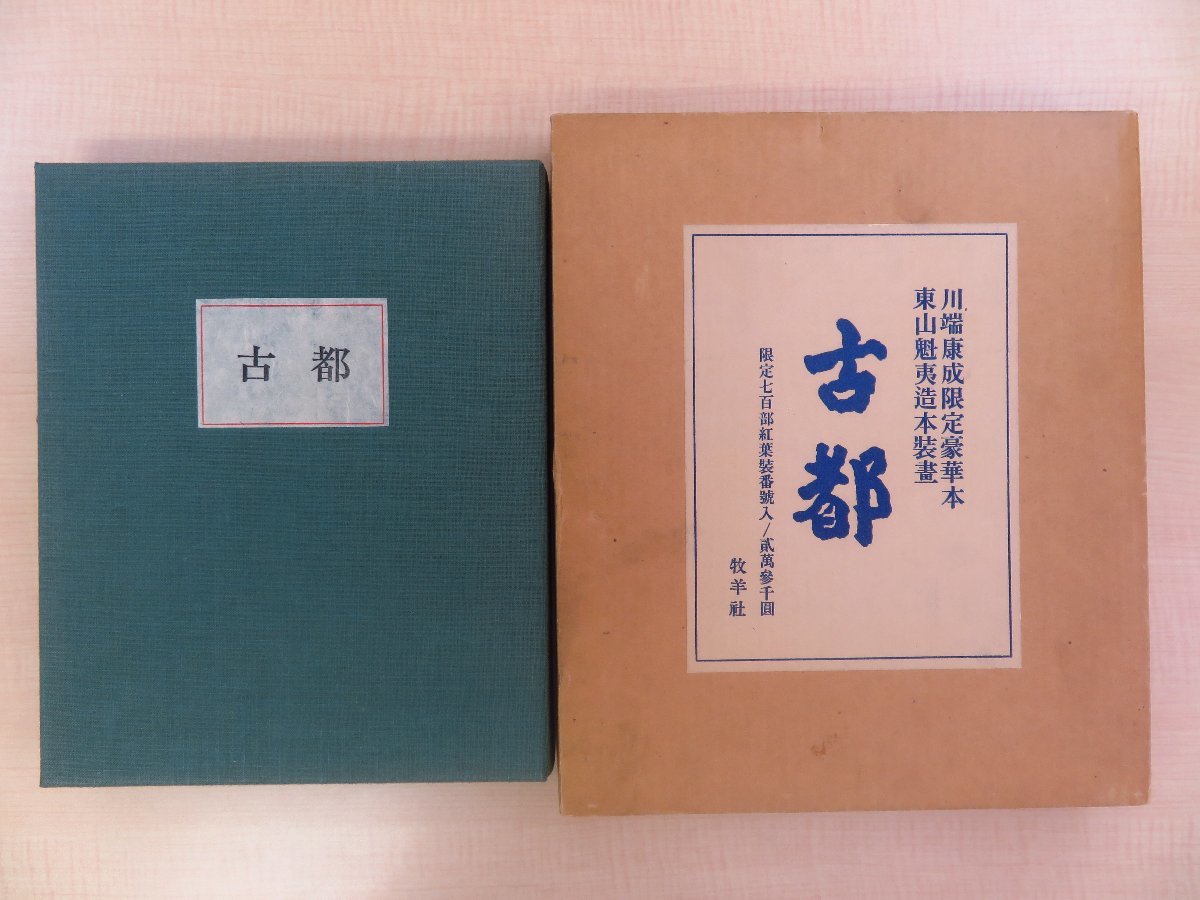 古都
川端康成限定豪華本
東山魁夷造本装畫
古都
限定七百部紅葉装番號入/貳萬參千圓
牧羊社